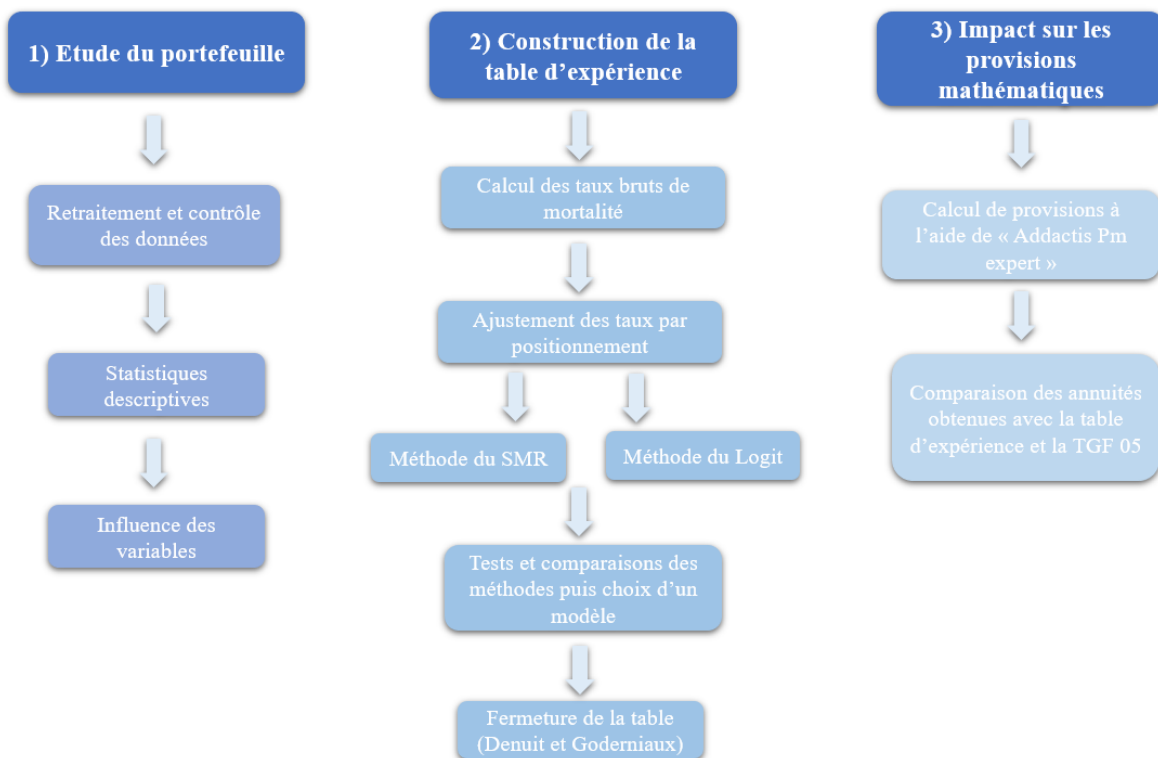 1) Etude du portefeuille
Retraitement et contrôle
des données
Statistiques
descriptives
Influence des
variables
2) Construction de la
table d’expérience
Calcul des taux bruts de
mortalité
Ajustement des taux par
positionnement
Méthode du SMR
Méthode du Logit
Tests et comparaisons des
méthodes puis choix d’un
modèle
Fermeture de la table
(Denuit et Goderniaux)
3) Impact sur les
provisions
mathématiques
Calcul de provisions à
l’aide de « Addactis Pm
expert »
Comparaison des annuités
obtenues avec la table
d’expérience et la TGF 05